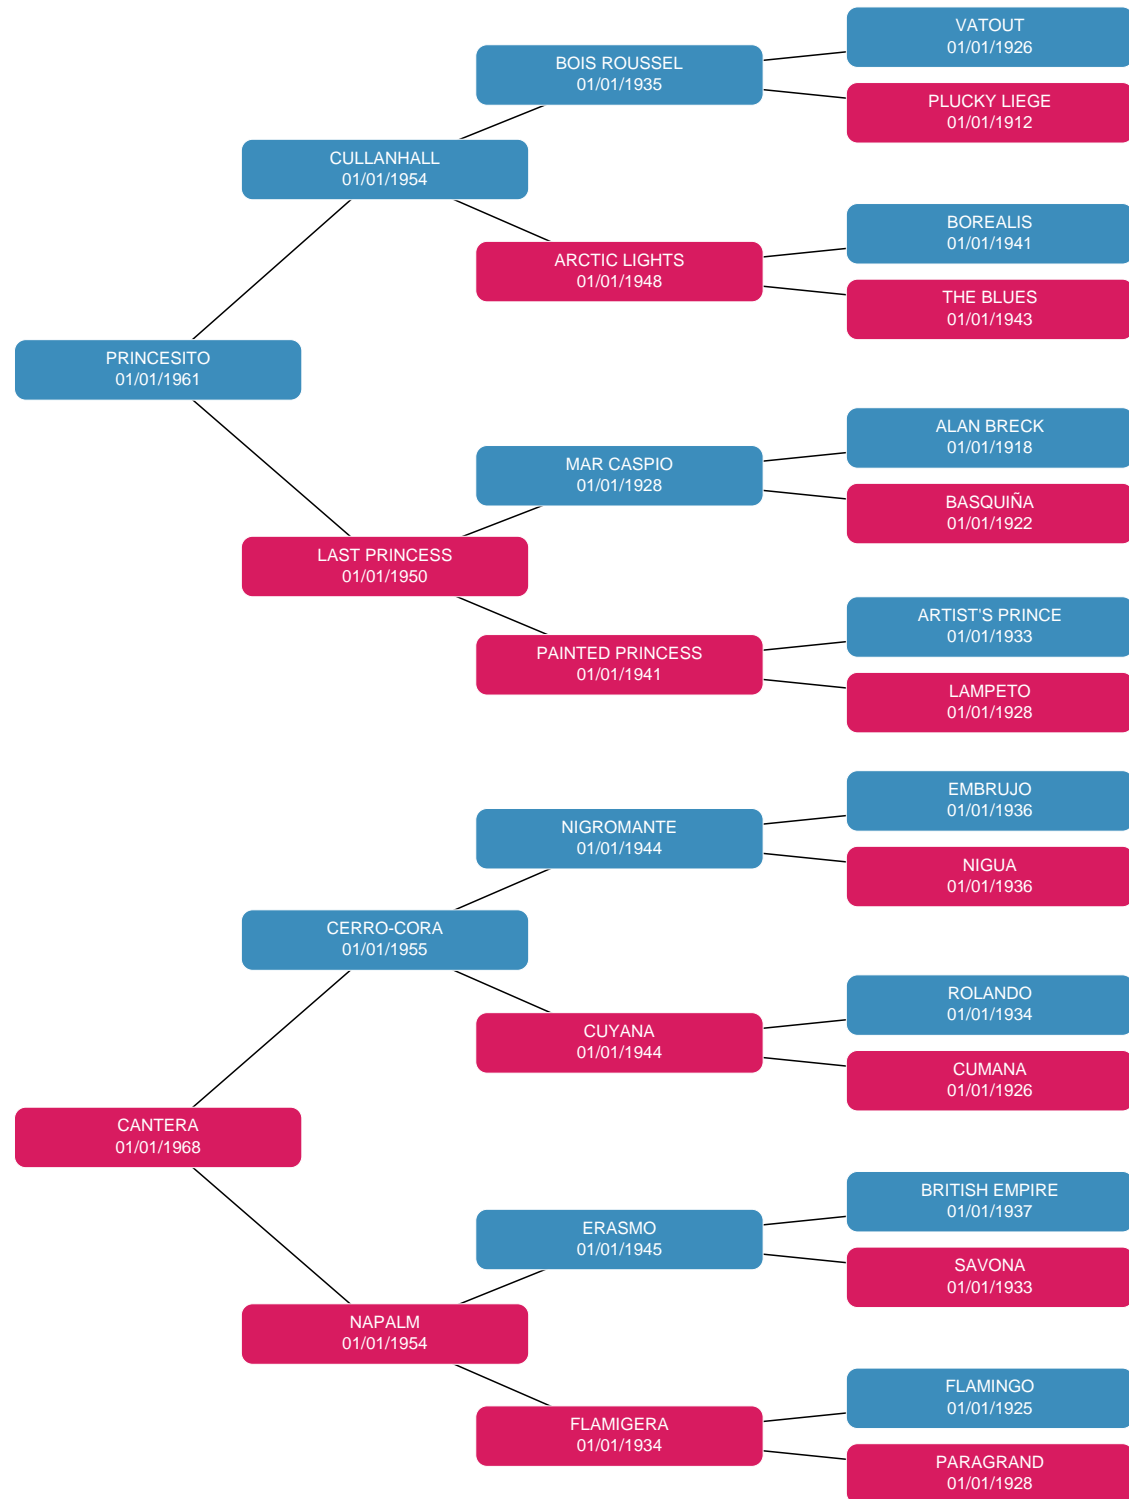 VATOUT
01/01/1926
BOIS ROUSSEL
01/01/1935
PLUCKY LIEGE
01/01/1912
CULLANHALL
01/01/1954
BOREALIS
01/01/1941
ARCTIC LIGHTS
01/01/1948
THE BLUES
01/01/1943
PRINCESITO
01/01/1961
ALAN BRECK
01/01/1918
MAR CASPIO
01/01/1928
BASQUIÑA
01/01/1922
LAST PRINCESS
01/01/1950
ARTIST'S PRINCE
01/01/1933
PAINTED PRINCESS
01/01/1941
LAMPETO
01/01/1928
EMBRUJO
01/01/1936
NIGROMANTE
01/01/1944
NIGUA
01/01/1936
CERRO-CORA
01/01/1955
ROLANDO
01/01/1934
CUYANA
01/01/1944
CUMANA
01/01/1926
CANTERA
01/01/1968
BRITISH EMPIRE
01/01/1937
ERASMO
01/01/1945
SAVONA
01/01/1933
NAPALM
01/01/1954
FLAMINGO
01/01/1925
FLAMIGERA
01/01/1934
PARAGRAND
01/01/1928